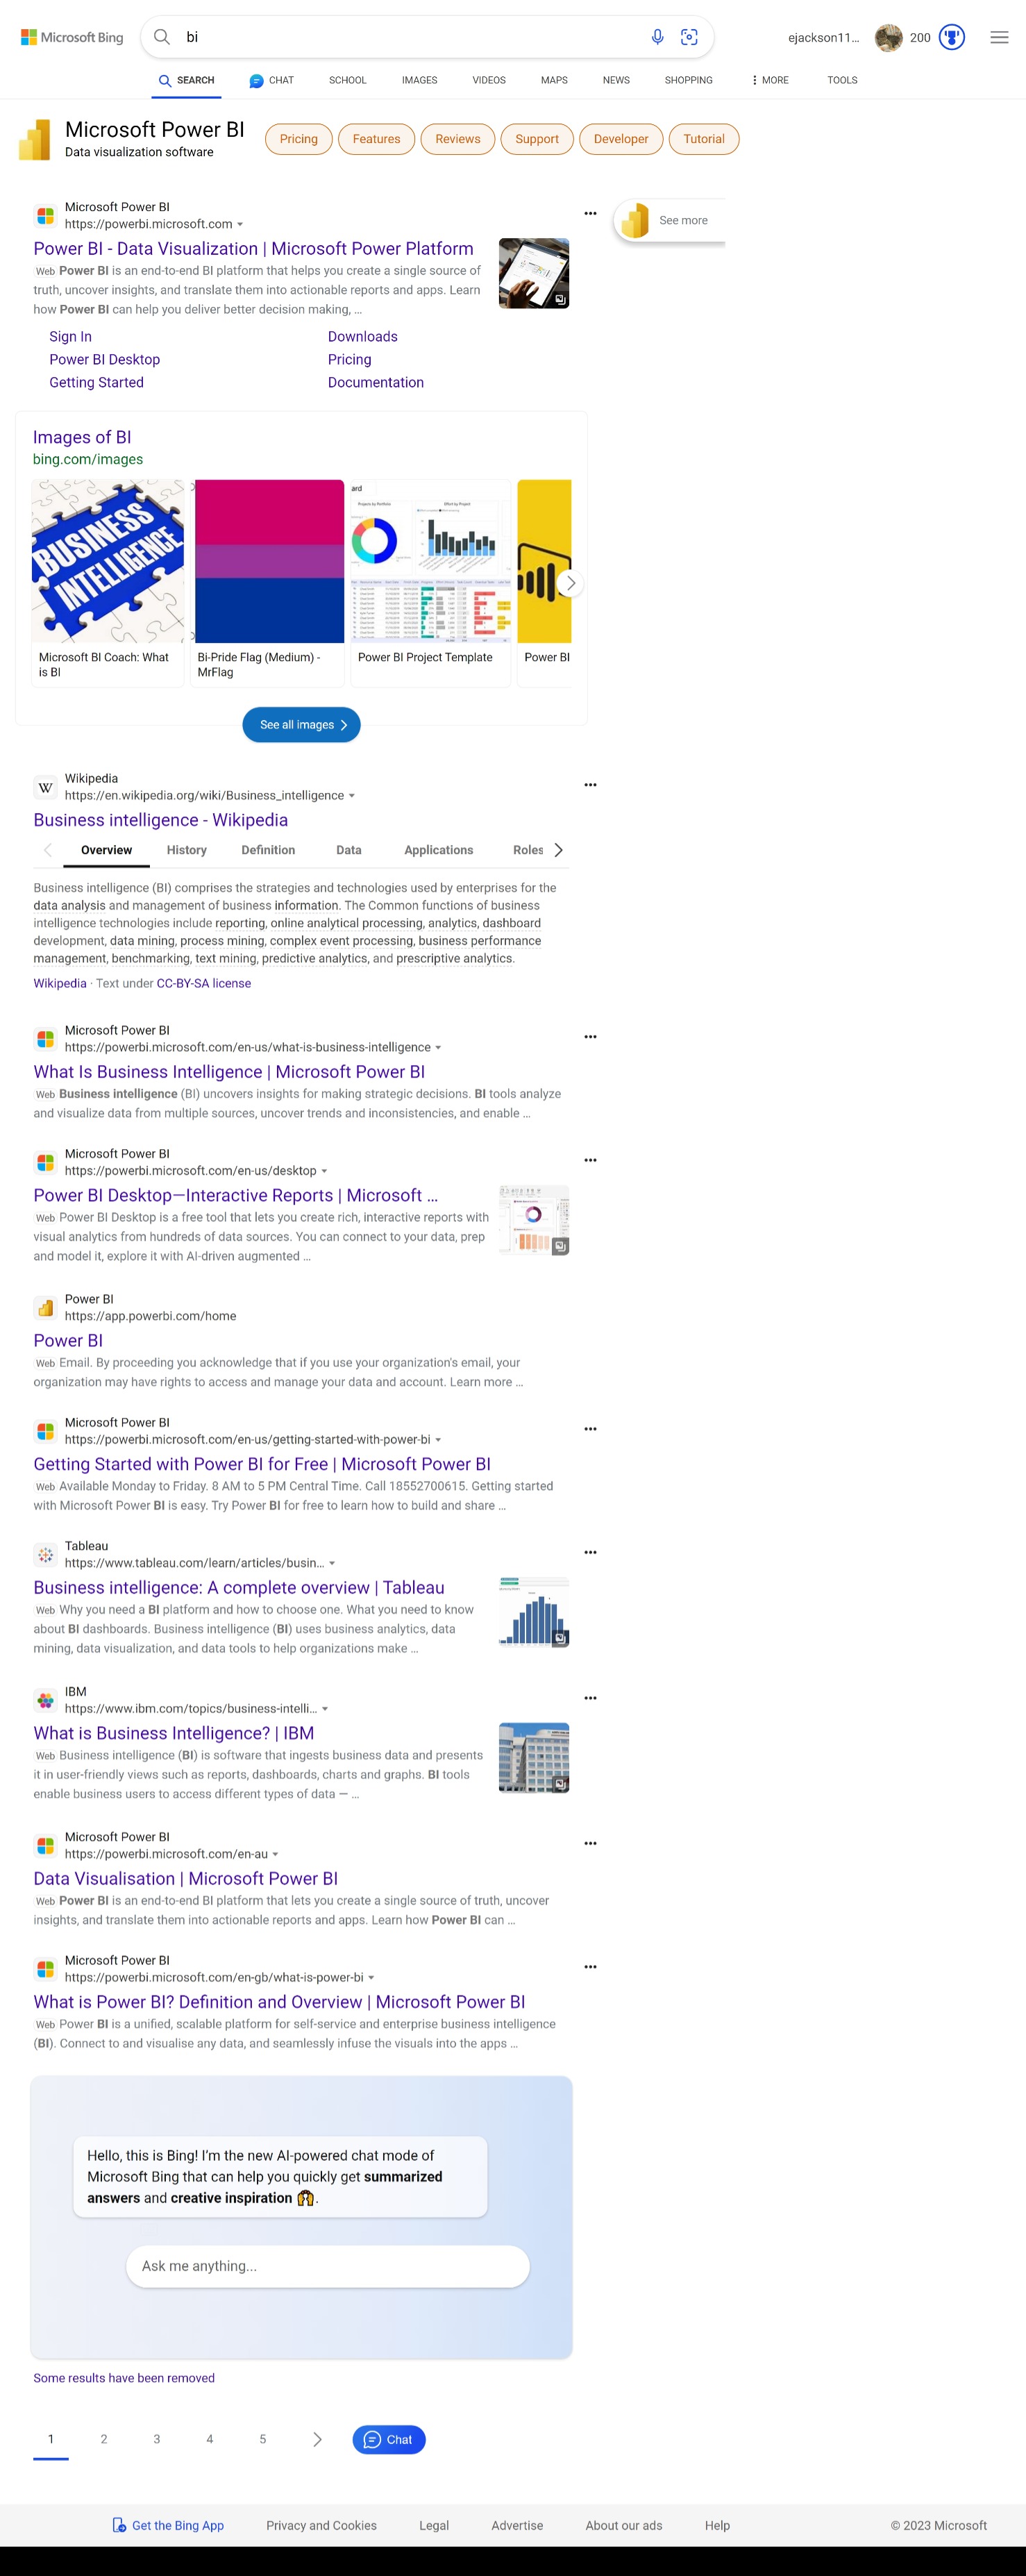 Microsoft Bing
bi
ejackson11...
200
SEARCH
CHAT
SCHOOL
IMAGES
VIDEOS
MAPS
NEWS
SHOPPING
MORE
TOOLS
Microsoft Power BI
Data visualization software
Pricing
Features
Reviews
Support
Developer
Tutorial
Microsoft Power BI
https://powerbi.microsoft.com
See more
Power BI - Data Visualization | Microsoft Power Platform
Web Power BI is an end-to-end BI platform that helps you create a single source of
truth, uncover insights, and translate them into actionable reports and apps. Learn
how Power BI can help you deliver better decision making, ...
Sign In
Downloads
Power BI Desktop
Pricing
Getting Started
Documentation
Images of BI
bing.com/images
BUSINESS
INTELLIGENCE
ard
Projects by Portfolio
Effort by Project
Microsoft BI Coach: What
is BI
Bi-Pride Flag (Medium) -
MrFlag
Power BI Project Template
Power BI
See all images
W
Wikipedia
https://en.wikipedia.org/wiki/Business_intelligence
Business intelligence - Wikipedia
Overview
History
Definition
Data
Applications
Roles
Business intelligence (BI) comprises the strategies and technologies used by enterprises for the
data analysis and management of business information. The Common functions of business
intelligence technologies include reporting, online analytical processing, analytics, dashboard
development, data mining, process mining, complex event processing, business performance
management, benchmarking, text mining, predictive analytics, and prescriptive analytics.
Wikipedia · Text under CC-BY-SA license
Microsoft Power BI
https://powerbi.microsoft.com/en-us/what-is-business-intelligence
What Is Business Intelligence | Microsoft Power BI
Web Business intelligence (BI) uncovers insights for making strategic decisions. BI tools analyze
and visualize data from multiple sources, uncover trends and inconsistencies, and enable ...
Microsoft Power BI
https://powerbi.microsoft.com/en-us/desktop
Power BI Desktop—Interactive Reports | Microsoft ...
Web Power BI Desktop is a free tool that lets you create rich, interactive reports with
visual analytics from hundreds of data sources. You can connect to your data, prep
and model it, explore it with AI-driven augmented ...
Power BI
https://app.powerbi.com/home
Power BI
Web Email. By proceeding you acknowledge that if you use your organization's email, your
organization may have rights to access and manage your data and account. Learn more ...
Microsoft Power BI
https://powerbi.microsoft.com/en-us/getting-started-with-power-bi
Getting Started with Power BI for Free | Microsoft Power BI
Web Available Monday to Friday. 8 AM to 5 PM Central Time. Call 18552700615. Getting started
with Microsoft Power BI is easy. Try Power BI for free to learn how to build and share ...
Tableau
https://www.tableau.com/learn/articles/busin...
Business intelligence: A complete overview | Tableau
Web Why you need a BI platform and how to choose one. What you need to know
about BI dashboards. Business intelligence (BI) uses business analytics, data
mining, data visualization, and data tools to help organizations make ...
IBM
https://www.ibm.com/topics/business-intelli...
What is Business Intelligence? | IBM
Web Business intelligence (BI) is software that ingests business data and presents
it in user-friendly views such as reports, dashboards, charts and graphs. BI tools
enable business users to access different types of data — ...
Microsoft Power BI
https://powerbi.microsoft.com/en-au
Data Visualisation | Microsoft Power BI
Web Power BI is an end-to-end BI platform that lets you create a single source of truth, uncover
insights, and translate them into actionable reports and apps. Learn how Power BI can ...
Microsoft Power BI
https://powerbi.microsoft.com/en-gb/what-is-power-bi
What is Power BI? Definition and Overview | Microsoft Power BI
Web Power BI is a unified, scalable platform for self-service and enterprise business intelligence
(BI). Connect to and visualise any data, and seamlessly infuse the visuals into the apps ...
Hello, this is Bing! I'm the new AI-powered chat mode of
Microsoft Bing that can help you quickly get summarized
answers and creative inspiration 🙌.
Ask me anything...
Some results have been removed
1
2
3
4
5
Chat
Get the Bing App
Privacy and Cookies
Legal
Advertise
About our ads
Help
© 2023 Microsoft